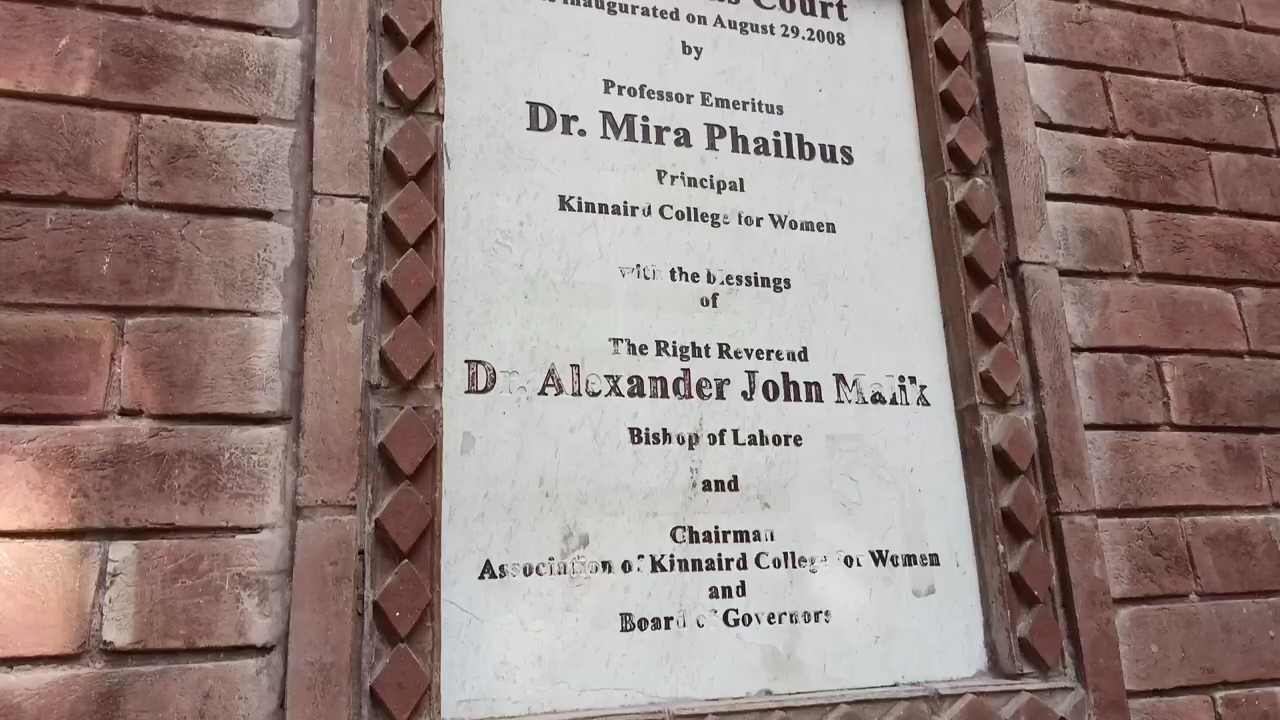 Court
inaugurated on August 29.2008
by
Professor Emeritus
Dr. Mira Phailbus
Principal
Kinnaird College for Women
with the blessings
of
The Right Reverend
Dr. Alexander John Malik
Bishop of Lahore
and
Chairman
Association of Kinnaird College for Women
and
Board of Governors